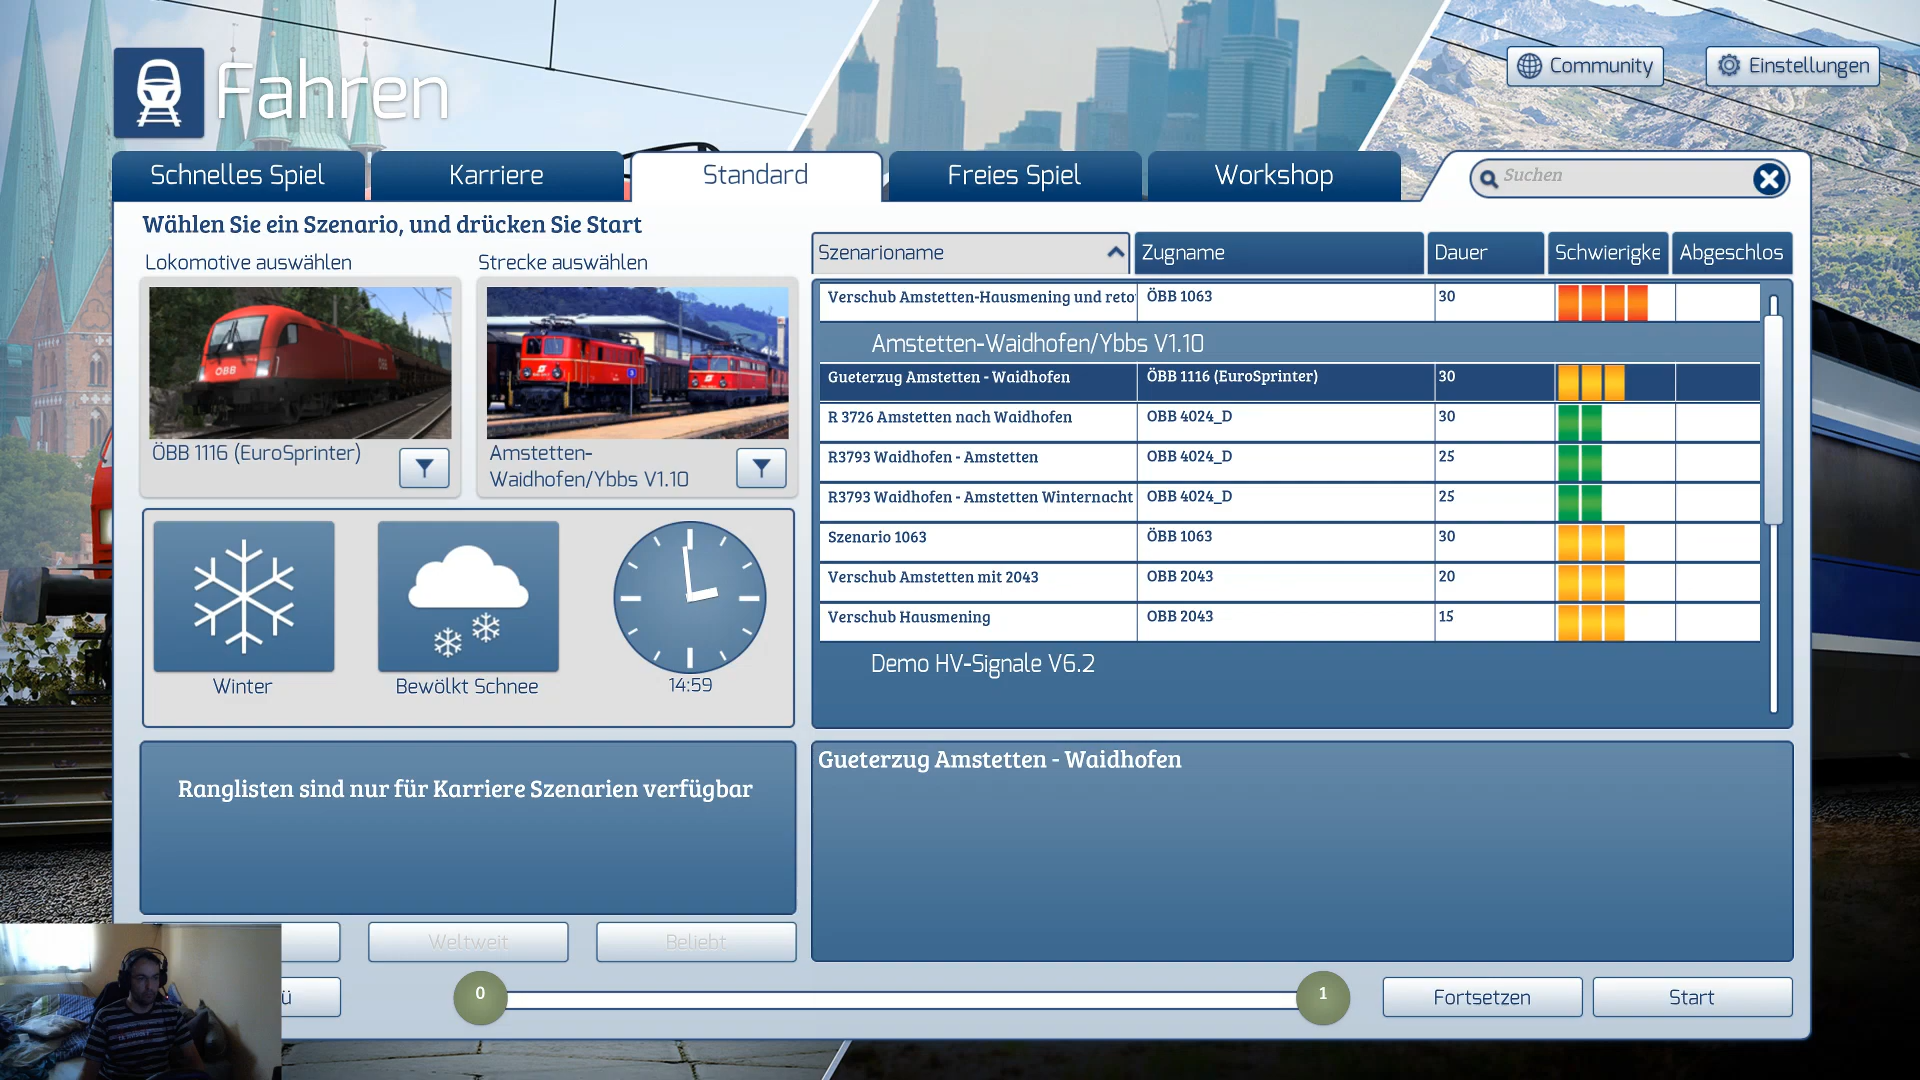 Fahren
Community
Einstellungen
Schnelles Spiel
Karriere
Standard
Freies Spiel
Workshop
Suchen
Wählen Sie ein Szenario, und drücken Sie Start
Lokomotive auswählen
Strecke auswählen
ÖBB
ÖBB 1116 (EuroSprinter)
Amstetten-
Waidhofen/Ybbs V1.10
Winter
Bewölkt Schnee
14:59
Szenarioname Zugname Dauer Schwierigke Abgeschlos
Verschub Amstetten-Hausmening und reto ÖBB 1063 30
Amstetten-Waidhofen/Ybbs V1.10
Gueterzug Amstetten - Waidhofen ÖBB 1116 (EuroSprinter) 30
R 3726 Amstetten nach Waidhofen OBB 4024_D 30
R3793 Waidhofen - Amstetten OBB 4024_D 25
R3793 Waidhofen - Amstetten Winternacht OBB 4024_D 25
Szenario 1063 ÖBB 1063 30
Verschub Amstetten mit 2043 OBB 2043 20
Verschub Hausmening OBB 2043 15
Demo HV-Signale V6.2
Ranglisten sind nur für Karriere Szenarien verfügbar
Gueterzug Amstetten - Waidhofen
Weltweit
Beliebt
ü
0
1
Fortsetzen
Start